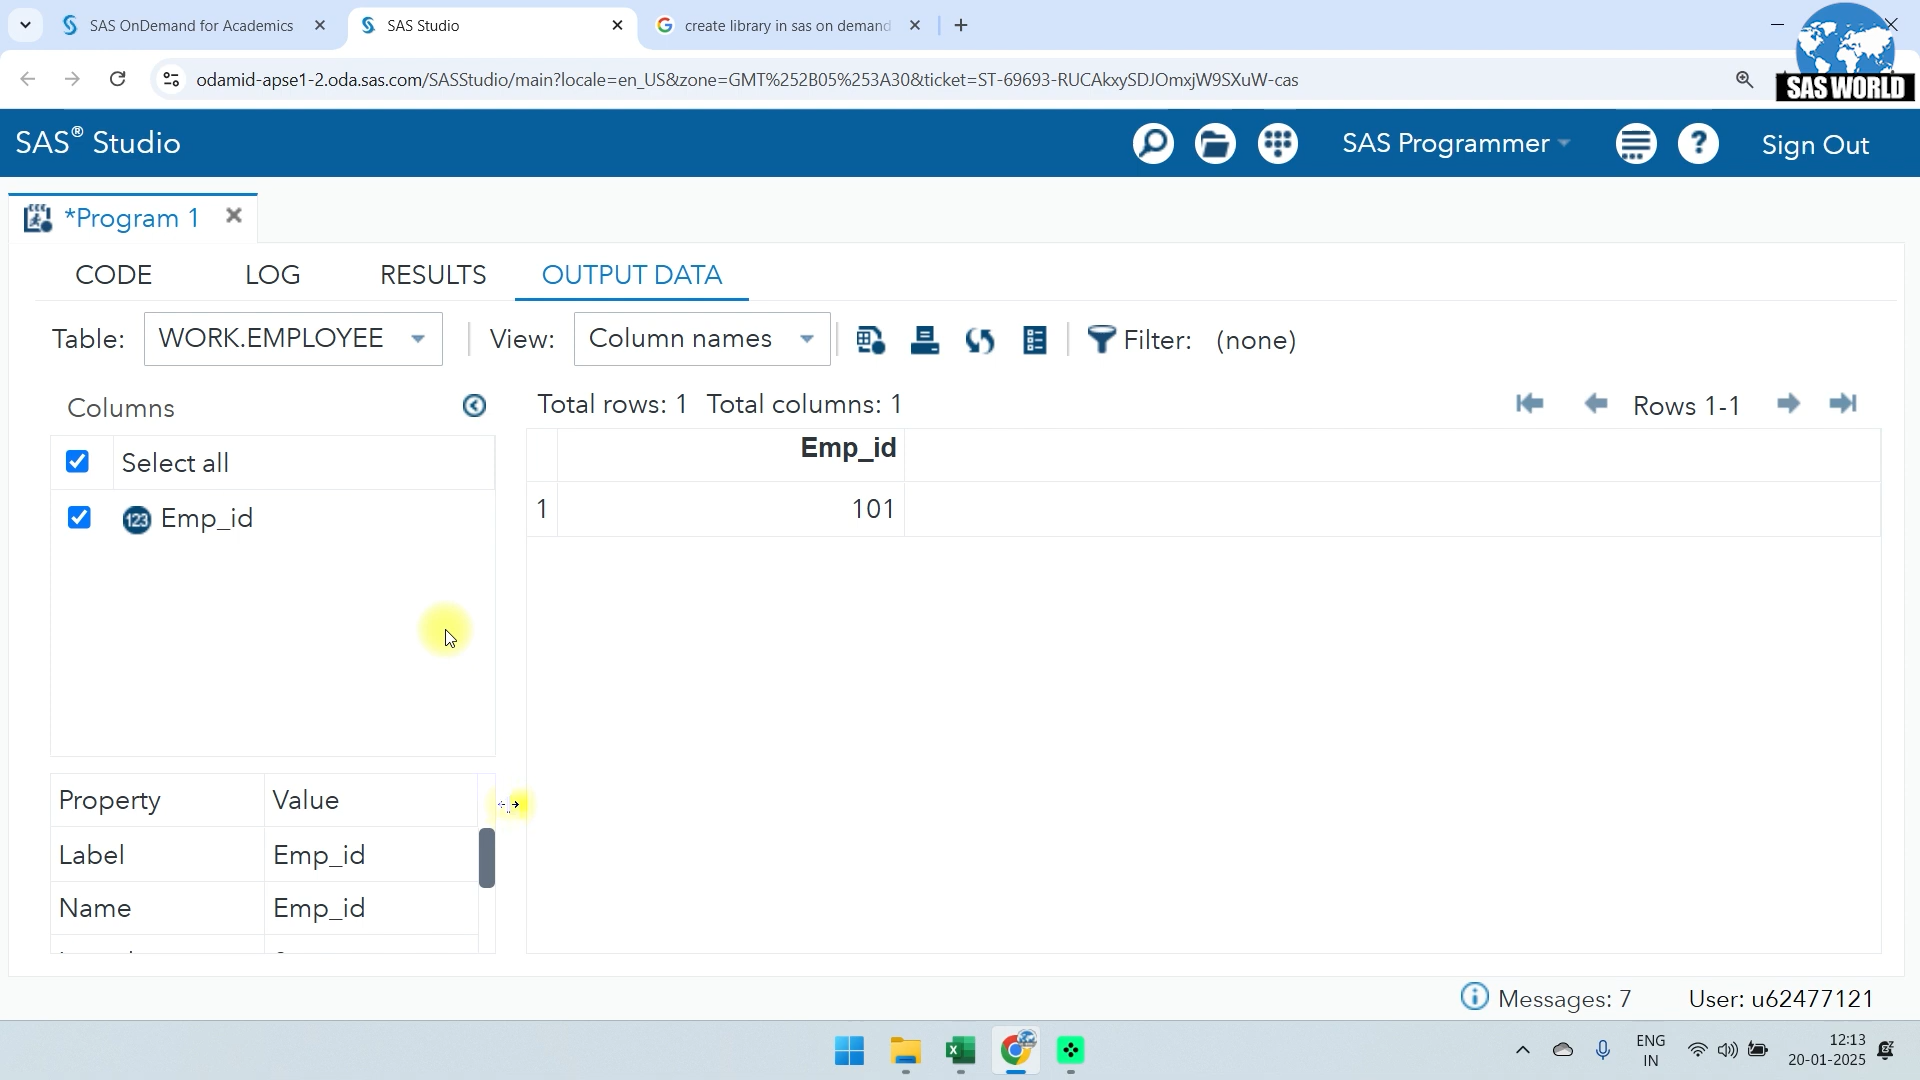 SAS OnDemand for Academics
SAS Studio
create library in sas on demand
odamid-apse1-2.oda.sas.com/SASStudio/main?locale=en_US&zone=GMT%252B05%253A30&ticket=ST-69693-RUCAkxySDJOmxjW9SXuW-cas
SAS WORLD
SAS® Studio
SAS Programmer
Sign Out
*Program 1
CODE
LOG
RESULTS
OUTPUT DATA
Table:
WORK.EMPLOYEE
View:
Column names
Filter: (none)
Columns
Total rows: 1 Total columns: 1
Rows 1-1
Select all
Emp_id
1
101
123 Emp_id
Property Value
Label Emp_id
Name Emp_id
Messages: 7
User: u62477121
ENG
IN
12:13
20-01-2025